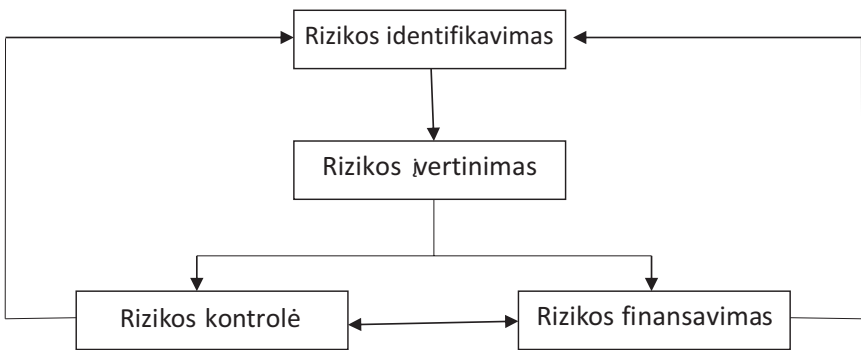 Rizikos identifikavimas
Rizikos įvertinimas
Rizikos kontrolė
Rizikos finansavimas